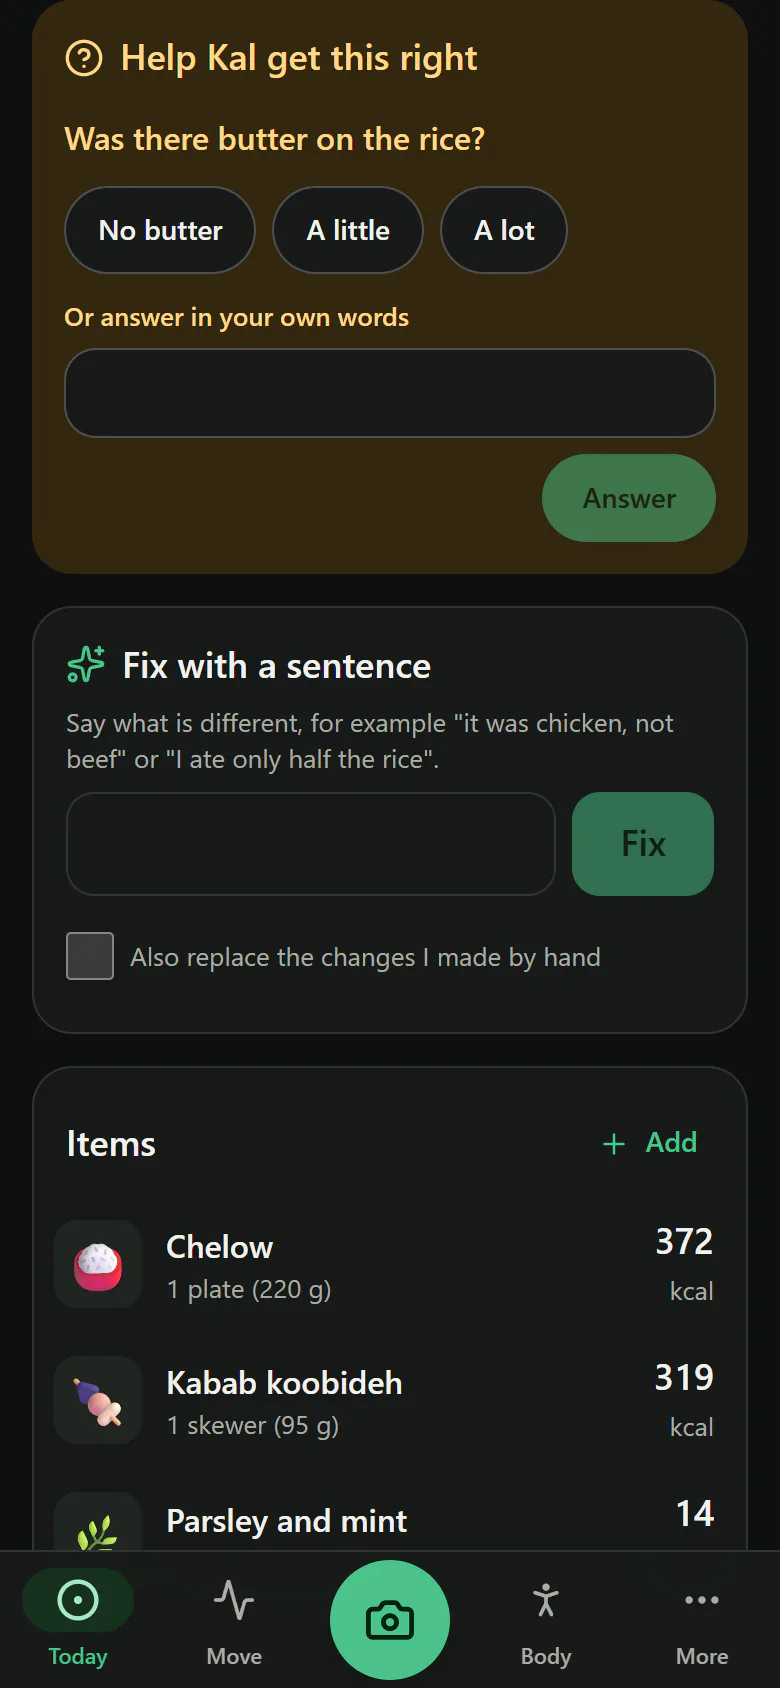 Help Kal get this right
Was there butter on the rice?
No butter
A little
A lot
Or answer in your own words
Answer
Fix with a sentence
Say what is different, for example "it was chicken, not
beef" or "I ate only half the rice".
Fix
Also replace the changes I made by hand
Items
Add
Chelow
372
1 plate (220 g)
kcal
Kabab koobideh
319
1 skewer (95 g)
kcal
Parsley and mint
14
Today
Move
Body
More